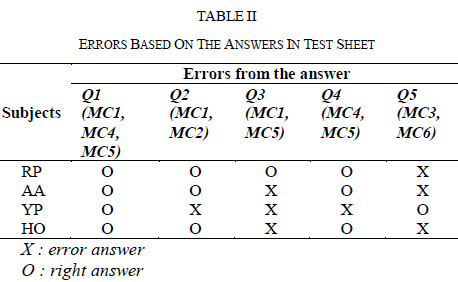 TABLE II
ERRORS BASED ON THE ANSWERS IN TEST SHEET
Errors from the answer
Subjects Q1 (MC1, MC4, MC5) Q2 (MC1, MC2) Q3 (MC1, MC5) Q4 (MC4, MC5) Q5 (MC3, MC6)
RP O O O O X
AA O O X O X
YP O X X X O
HO O O X O X
X : error answer
O : right answer